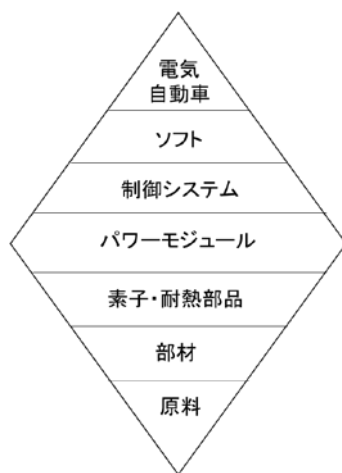 電気
自動車
ソフト
制御システム
パワーモジュール
素子・耐熱部品
部材
原料